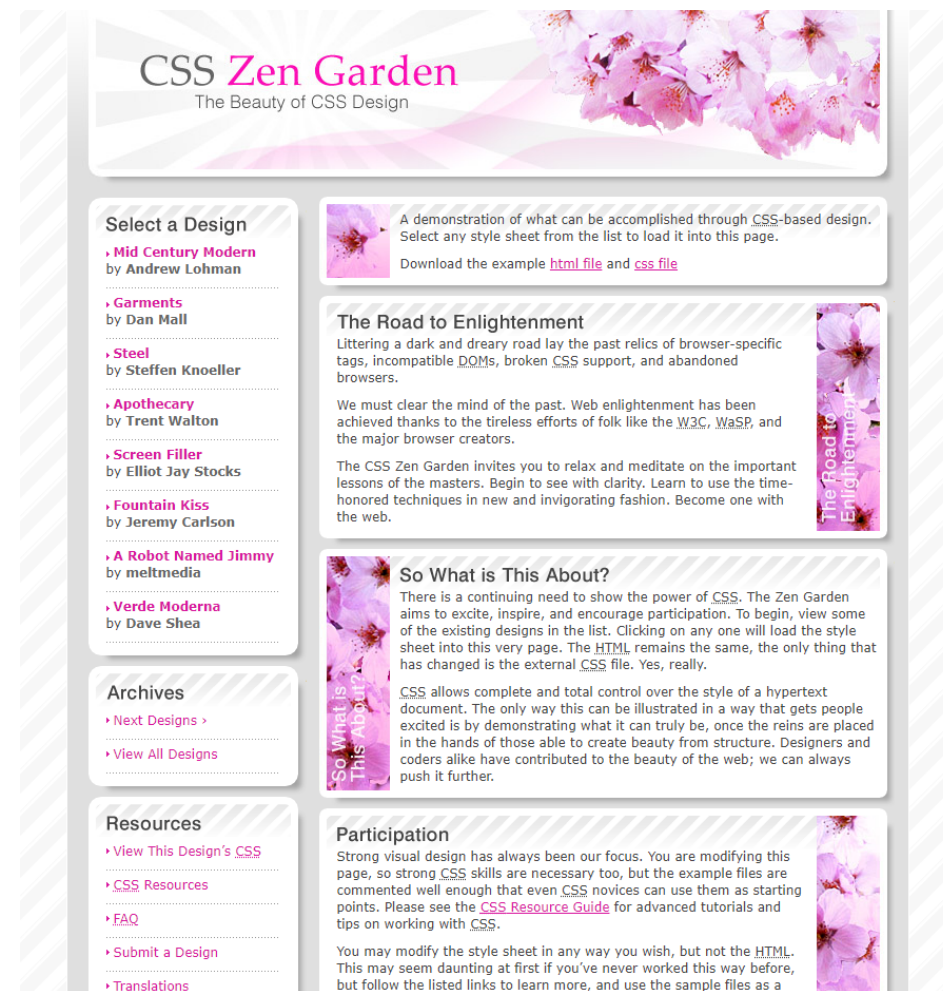 CSS Zen Garden
The Beauty of CSS Design
Select a Design
Mid Century Modern
by Andrew Lohman
Garments
by Dan Mall
Steel
by Steffen Knoeller
Apothecary
by Trent Walton
Screen Filler
by Elliot Jay Stocks
Fountain Kiss
by Jeremy Carlson
A Robot Named Jimmy
by meltmedia
Verde Moderna
by Dave Shea
Archives
Next Designs ›
View All Designs
Resources
View This Design's CSS
CSS Resources
FAQ
Submit a Design
Translations
A demonstration of what can be accomplished through CSS-based design.
Select any style sheet from the list to load it into this page.
Download the example html file and css file
The Road to Enlightenment
Littering a dark and dreary road lay the past relics of browser-specific
tags, incompatible DOMs, broken CSS support, and abandoned
browsers.
We must clear the mind of the past. Web enlightenment has been
achieved thanks to the tireless efforts of folk like the W3C, WaSP, and
the major browser creators.
The CSS Zen Garden invites you to relax and meditate on the important
lessons of the masters. Begin to see with clarity. Learn to use the time-
honored techniques in new and invigorating fashion. Become one with
the web.
The Road to
Enlightenment
So What is This About?
There is a continuing need to show the power of CSS. The Zen Garden
aims to excite, inspire, and encourage participation. To begin, view some
of the existing designs in the list. Clicking on any one will load the style
sheet into this very page. The HTML remains the same, the only thing that
has changed is the external CSS file. Yes, really.
CSS allows complete and total control over the style of a hypertext
document. The only way this can be illustrated in a way that gets people
excited is by demonstrating what it can truly be, once the reins are placed
in the hands of those able to create beauty from structure. Designers and
coders alike have contributed to the beauty of the web; we can always
push it further.
So What is
This About?
Participation
Strong visual design has always been our focus. You are modifying this
page, so strong CSS skills are necessary too, but the example files are
commented well enough that even CSS novices can use them as starting
points. Please see the CSS Resource Guide for advanced tutorials and
tips on working with CSS.
You may modify the style sheet in any way you wish, but not the HTML.
This may seem daunting at first if you've never worked this way before,
but follow the listed links to learn more, and use the sample files as a